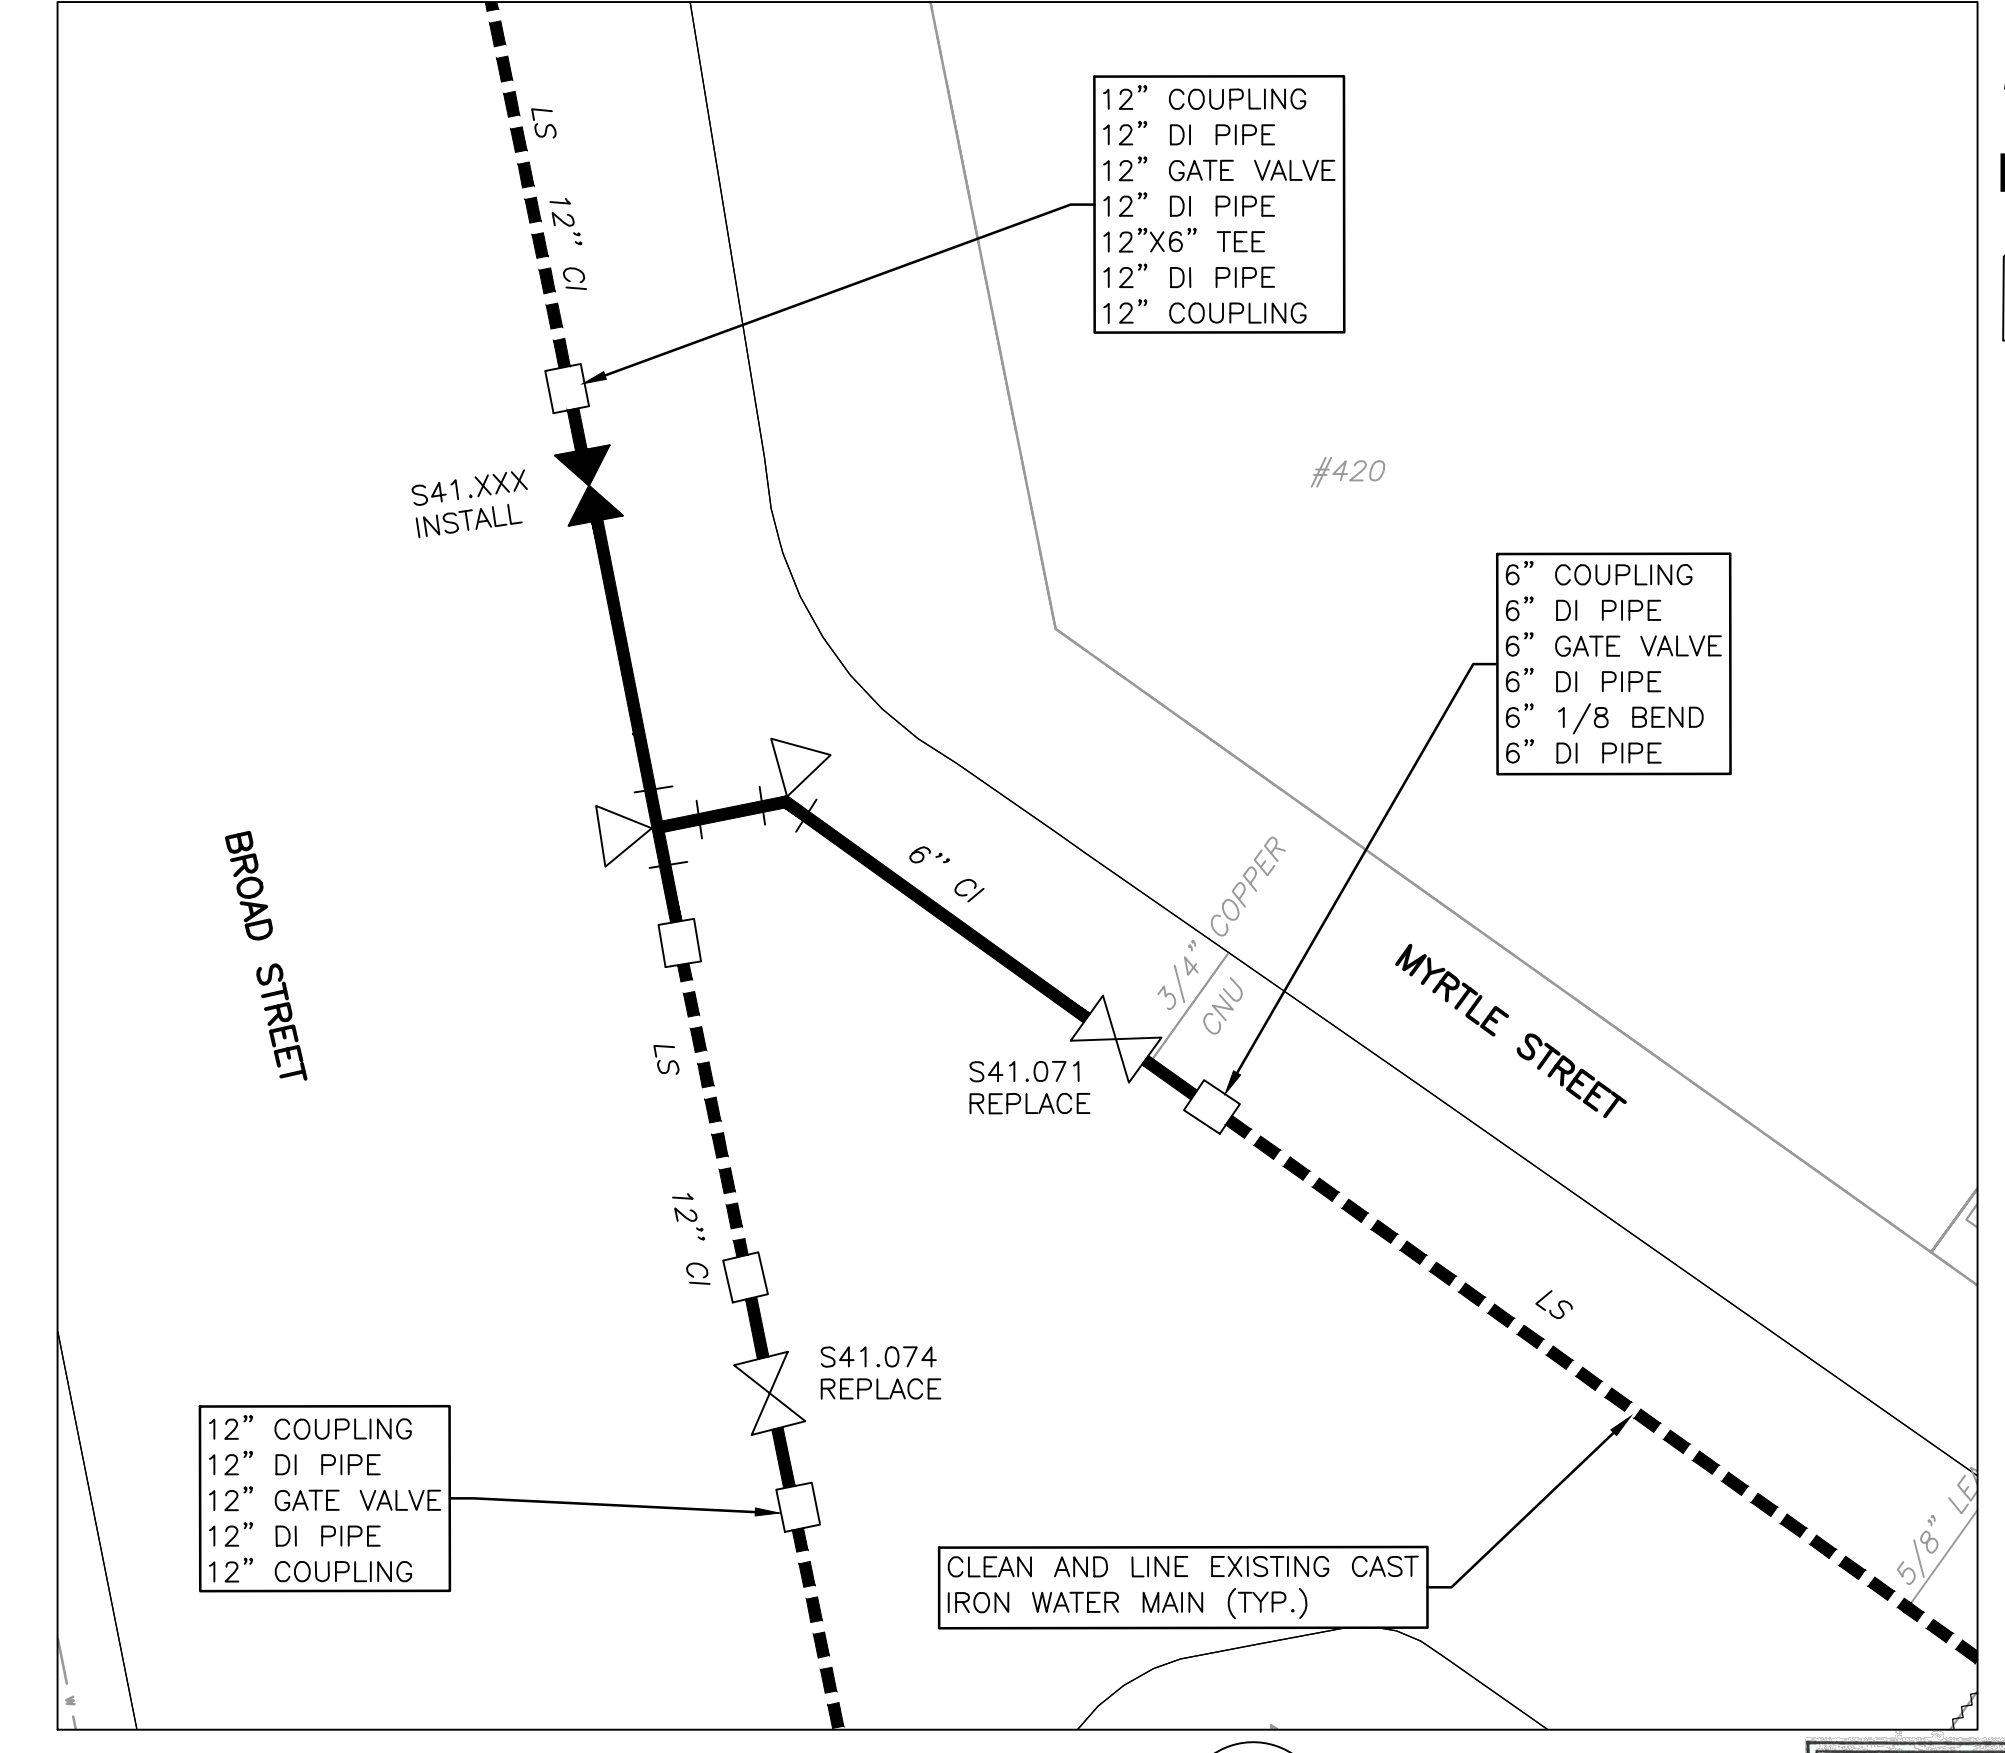 LS
12" CI
12" COUPLING
12" DI PIPE
12" GATE VALVE
12" DI PIPE
12"X6" TEE
12" DI PIPE
12" COUPLING
S41.XXX
INSTALL
#420
6" COUPLING
6" DI PIPE
6" GATE VALVE
6" DI PIPE
6" 1/8 BEND
6" DI PIPE
BROAD STREET
6" CI
3/4" COPPER
CNU
MYRTLE STREET
S41.071
REPLACE
LS
12" CI
LS
S41.074
REPLACE
12" COUPLING
12" DI PIPE
12" GATE VALVE
12" DI PIPE
12" COUPLING
CLEAN AND LINE EXISTING CAST
IRON WATER MAIN (TYP.)
5/8"
W